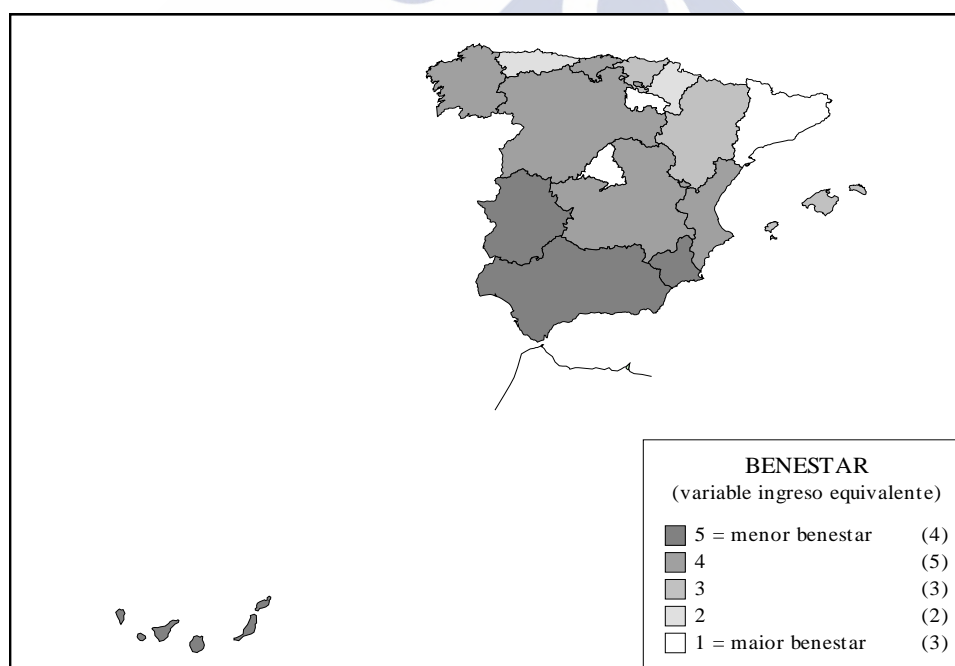 BENESTAR
(variable ingreso equivalente)
5 = menor benestar (4)
4 (5)
3 (3)
2 (2)
1 = maior benestar (3)